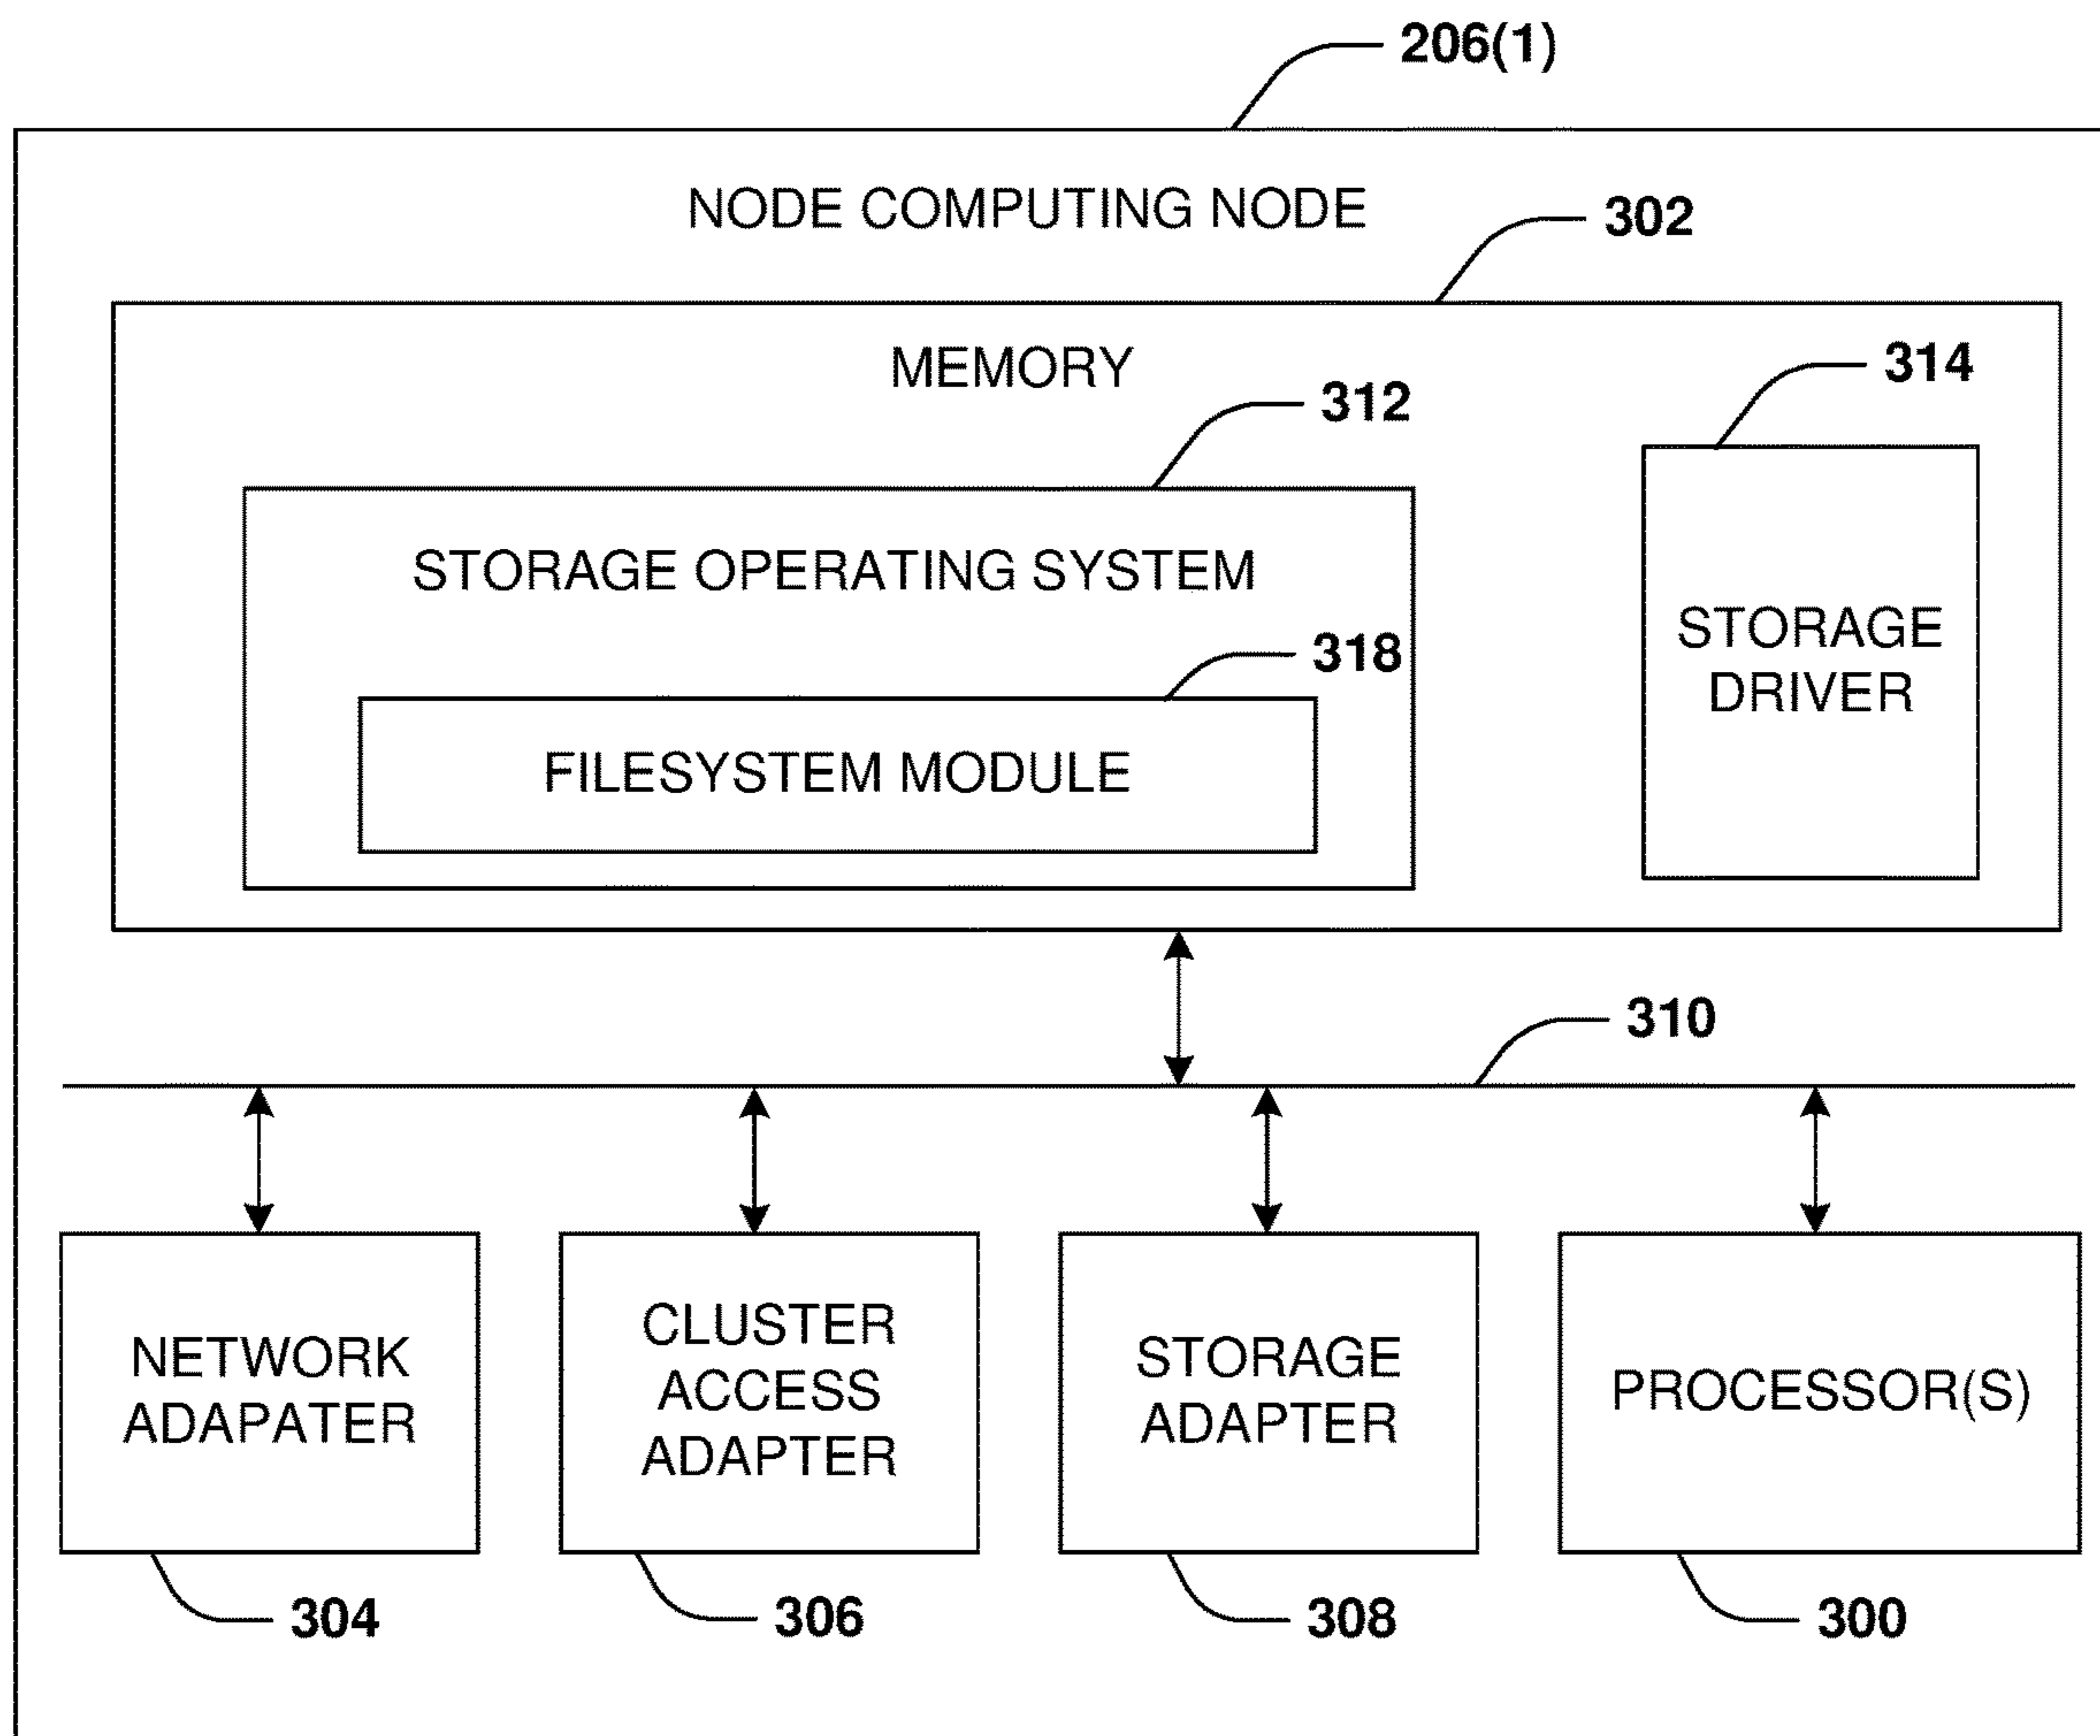 206(1)
NODE COMPUTING NODE
302
MEMORY
314
312
STORAGE OPERATING SYSTEM
STORAGE
DRIVER
318
FILESYSTEM MODULE
310
NETWORK
ADAPATER
CLUSTER
ACCESS
ADAPTER
STORAGE
ADAPTER
PROCESSOR(S)
304
306
308
300